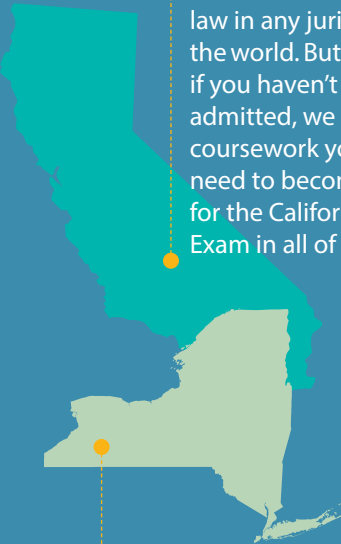 law in any juri
the world. But
if you haven't
admitted, we
coursework yo
need to becom
for the Califor
Exam in all of